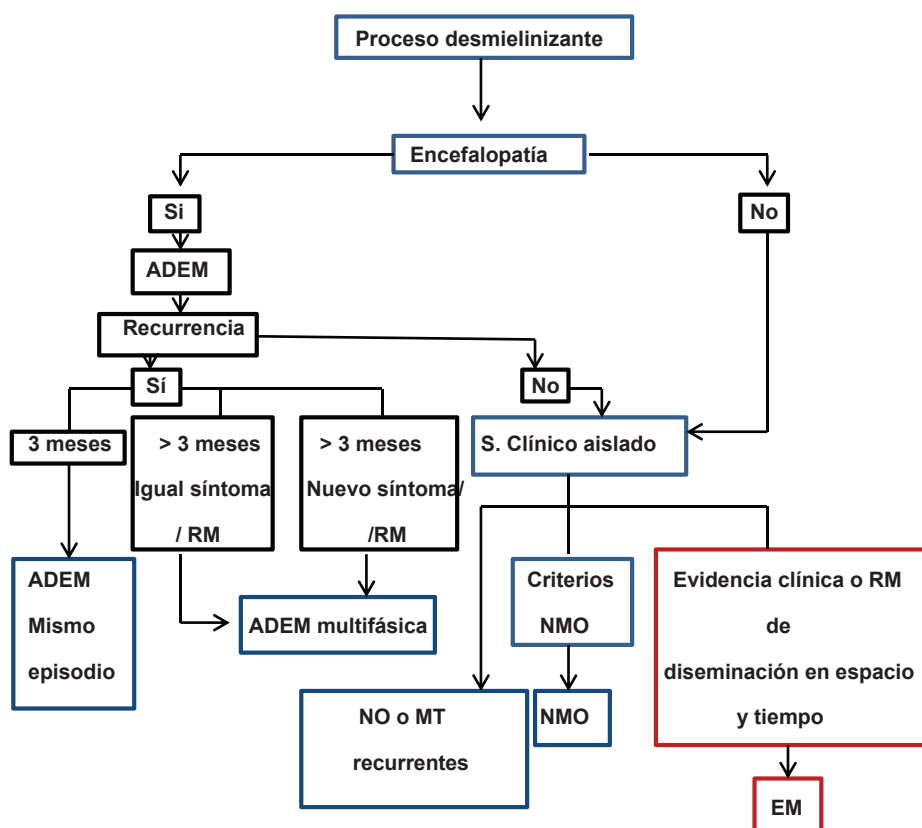 Proceso desmielinizante
Encefalopatía
Si
No
ADEM
Recurrencia
Sí
No
3 meses
> 3 meses
Igual síntoma
/ RM
> 3 meses
Nuevo síntoma/
/RM
S. Clínico aislado
ADEM
Mismo
episodio
ADEM multifásica
Criterios
NMO
Evidencia clínica o RM
de
diseminación en espacio
y tiempo
NO o MT
recurrentes
NMO
EM